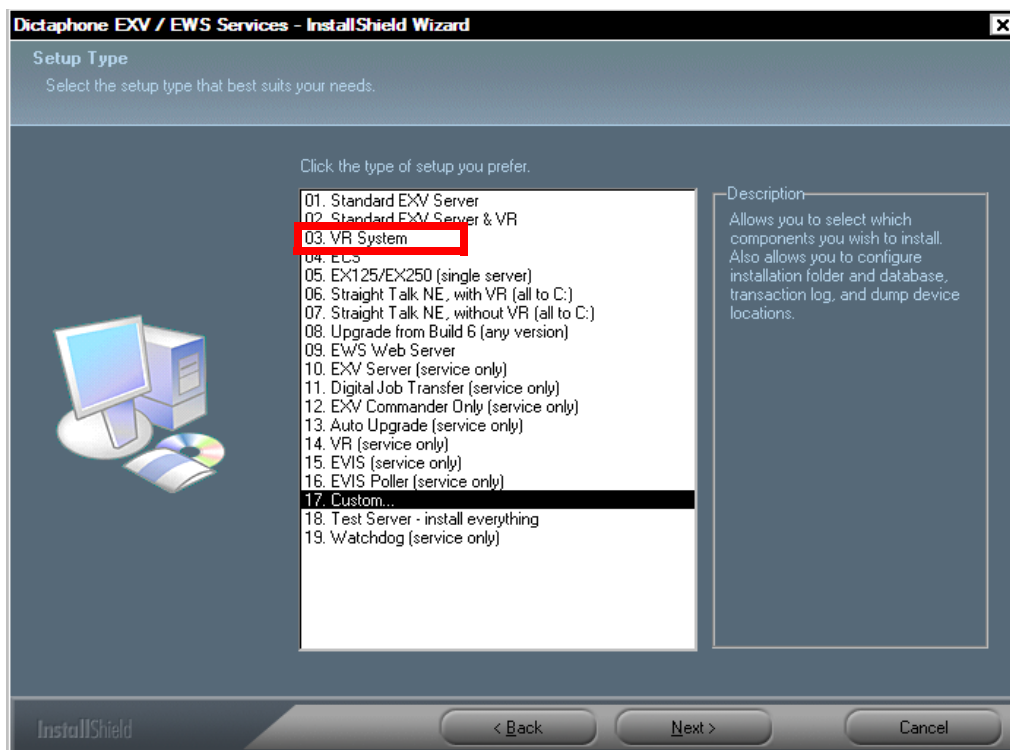 Dictaphone EXV / EWS Services - InstallShield Wizard
Setup Type
Select the setup type that best suits your needs.
Click the type of setup you prefer.
01. Standard EXV Server
02. Standard EXV Server & VR
03. VR System
04. ECS
05. EX125/EX250 (single server)
06. Straight Talk NE, with VR (all to C:)
07. Straight Talk NE, without VR (all to C:)
08. Upgrade from Build 6 (any version)
09. EWS Web Server
10. EXV Server (service only)
11. Digital Job Transfer (service only)
12. EXV Commander Only (service only)
13. Auto Upgrade (service only)
14. VR (service only)
15. EVIS (service only)
16. EVIS Poller (service only)
17. Custom...
18. Test Server - install everything
19. Watchdog (service only)
Description
Allows you to select which
components you wish to install.
Also allows you to configure
installation folder and database,
transaction log, and dump device
locations.
InstallShield
< Back
Next >
Cancel